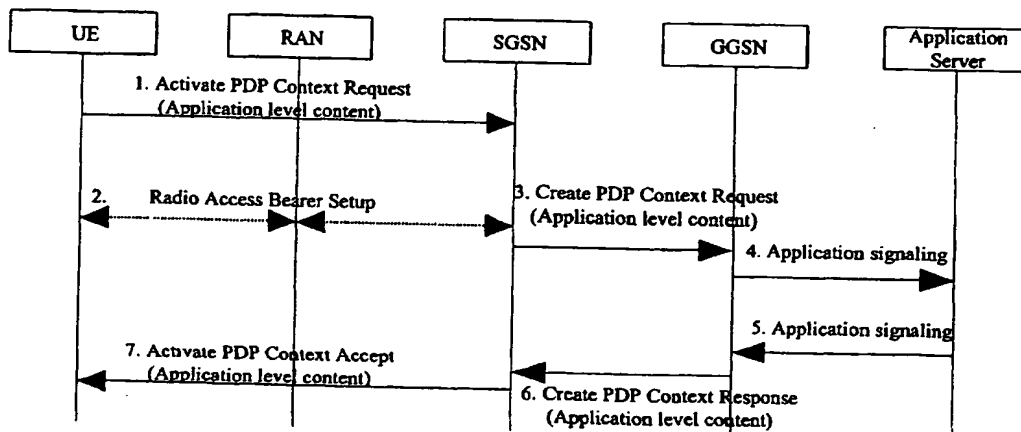 UE
RAN
SGSN
GGSN
Application
Server
1. Activate PDP Context Request
(Application level content)
2. Radio Access Bearer Setup
3. Create PDP Context Request
(Application level content)
4. Application signaling
5. Application signaling
7. Activate PDP Context Accept
(Application level content)
6. Create PDP Context Response
(Application level content)